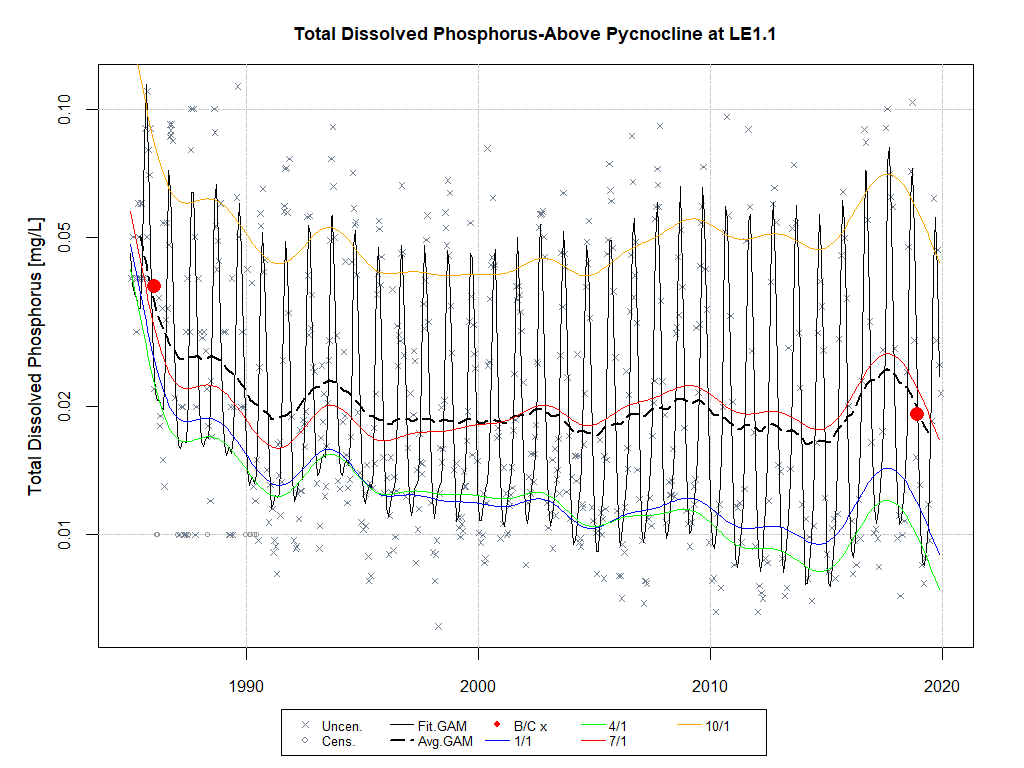 Total Dissolved Phosphorus-Above Pycnocline at LE1.1
Total Dissolved Phosphorus [mg/L]
0.10
0.05
0.02
0.01
1990 2000 2010 2020
Uncen. Fit.GAM B/C x 4/1 10/1
Cens. Avg.GAM 1/1 7/1